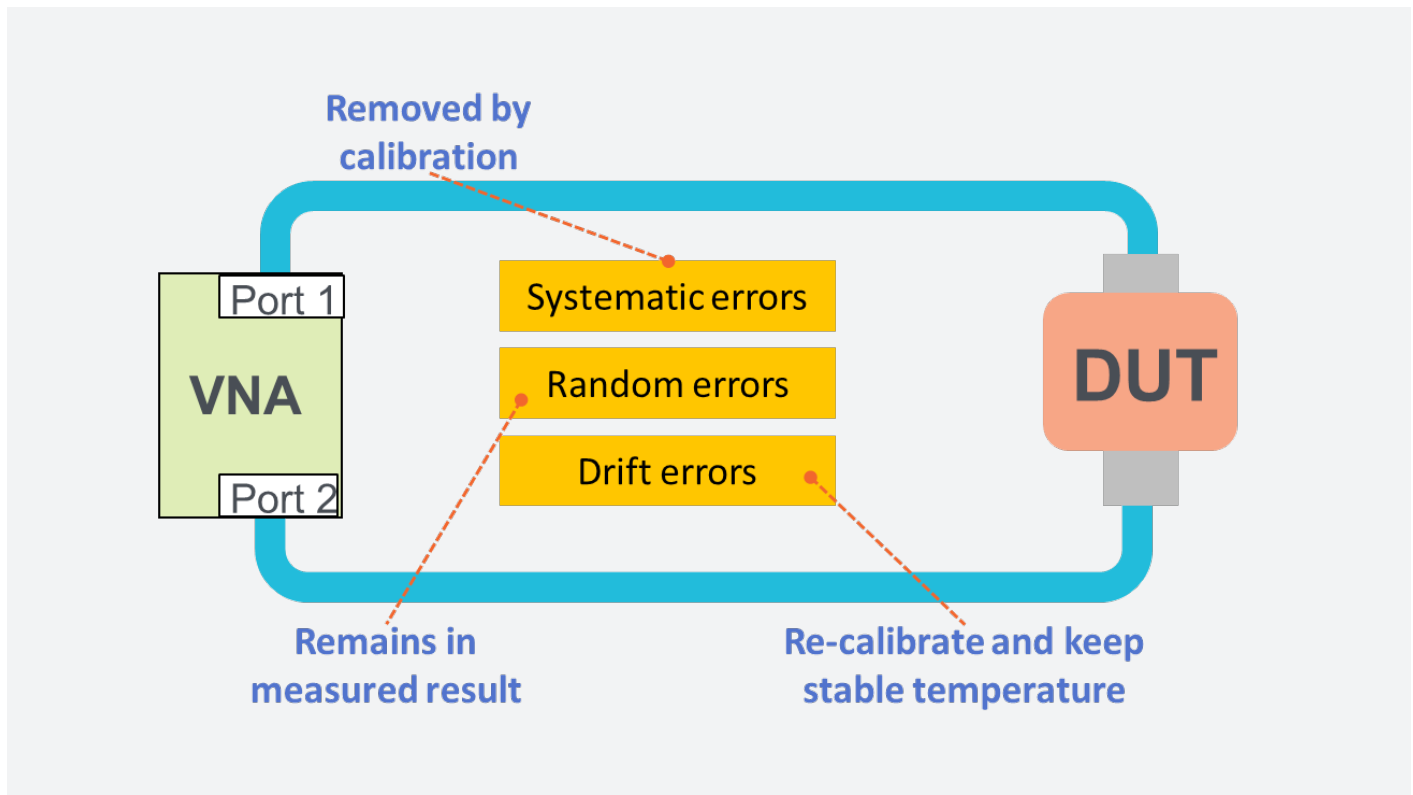 Removed by
calibration
Port 1
Systematic errors
VNA
Random errors
DUT
Port 2
Drift errors
Remains in
measured result
Re-calibrate and keep
stable temperature